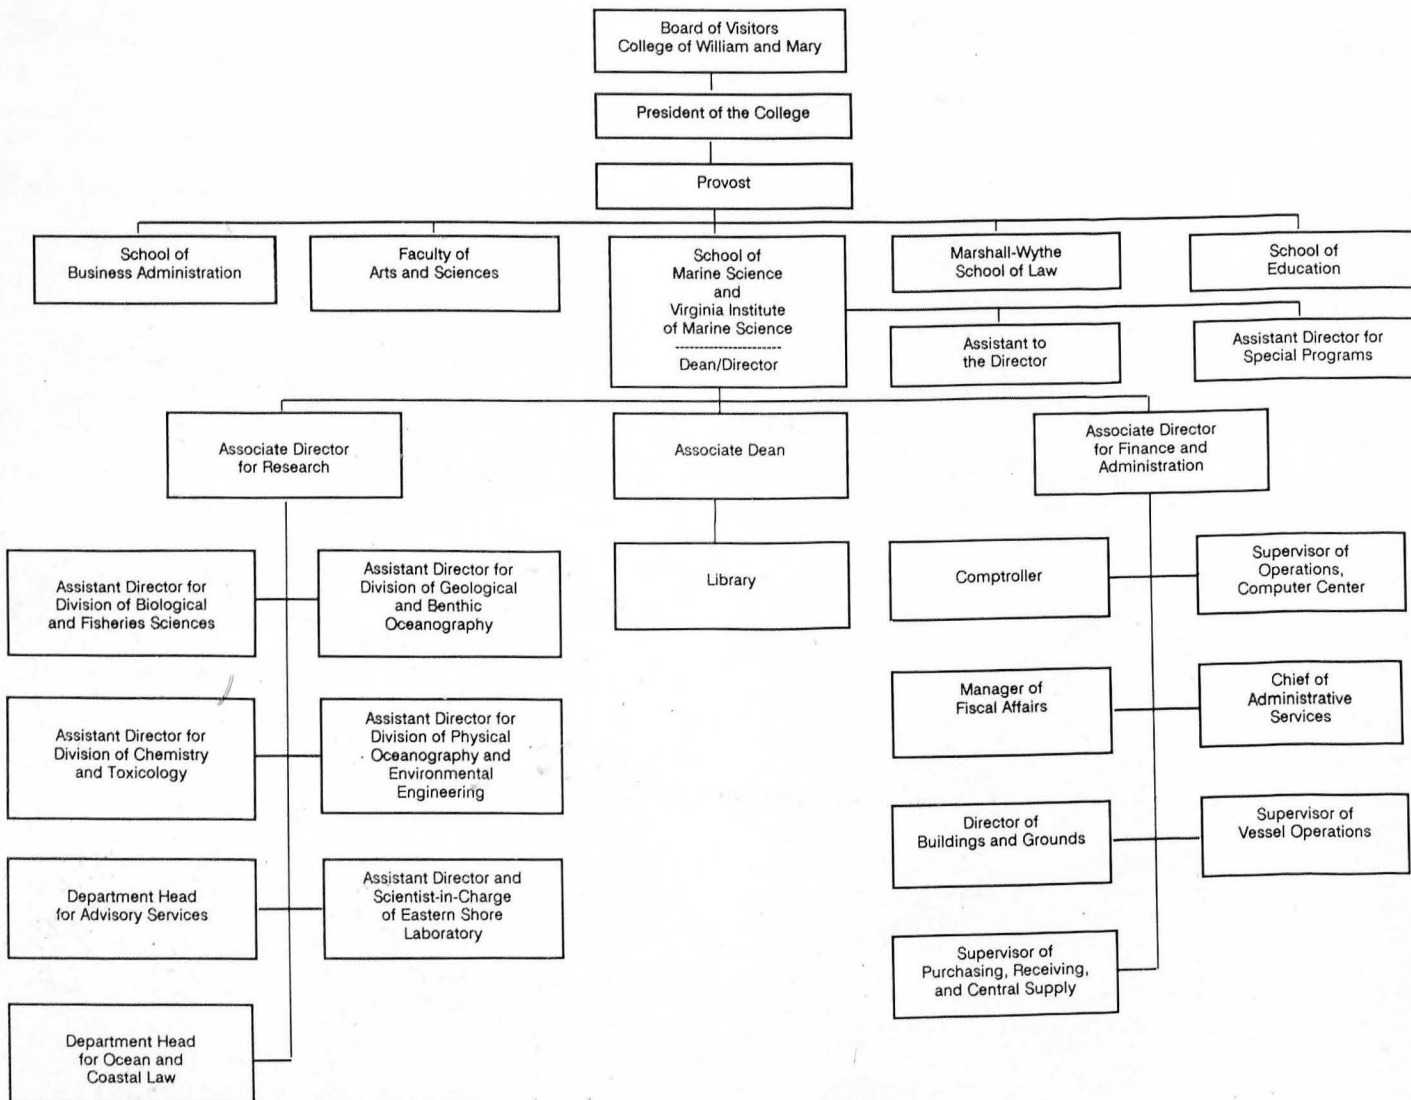 Board of Visitors
College of William and Mary
President of the College
Provost
School of
Business Administration
Faculty of
Arts and Sciences
School of
Marine Science
and
Virginia Institute
of Marine Science
----------------------
Dean/Director
Marshall-Wythe
School of Law
School of
Education
Assistant to
the Director
Assistant Director for
Special Programs
Associate Director
for Research
Associate Dean
Associate Director
for Finance and
Administration
Assistant Director for
Division of Biological
and Fisheries Sciences
Assistant Director for
Division of Geological
and Benthic
Oceanography
Library
Comptroller
Supervisor of
Operations,
Computer Center
Assistant Director for
Division of Chemistry
and Toxicology
Assistant Director for
Division of Physical
Oceanography and
Environmental
Engineering
Manager of
Fiscal Affairs
Chief of
Administrative
Services
Department Head
for Advisory Services
Assistant Director and
Scientist-in-Charge
of Eastern Shore
Laboratory
Director of
Buildings and Grounds
Supervisor of
Vessel Operations
Department Head
for Ocean and
Coastal Law
Supervisor of
Purchasing, Receiving,
and Central Supply